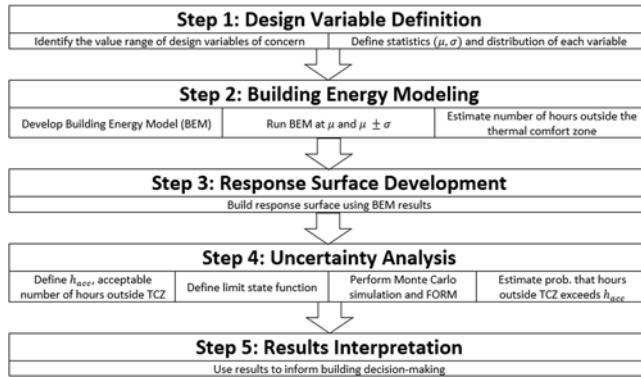 Step 1: Design Variable Definition
Identify the value range of design variables of concern
Define statistics (μ, σ) and distribution of each variable
Step 2: Building Energy Modeling
Develop Building Energy Model (BEM)
Run BEM at μ and μ ± σ
Estimate number of hours outside the
thermal comfort zone
Step 3: Response Surface Development
Build response surface using BEM results
Step 4: Uncertainty Analysis
Define h_acc, acceptable
number of hours outside TCZ
Define limit state function
Perform Monte Carlo
simulation and FORM
Estimate prob. that hours
outside TCZ exceeds h_acc
Step 5: Results Interpretation
Use results to inform building decision-making